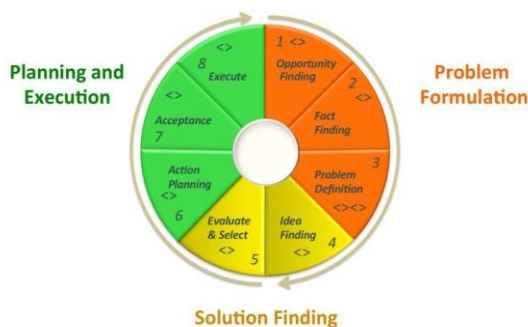 Planning and
Execution
Problem
Formulation
1 <>
Opportunity
Finding
2
<>
Fact
Finding
3
Problem
Definition
<><>
Idea
Finding
<>
4
Evaluate
& Select
<>
5
Action
Planning
<>
6
<>
Acceptance
7
<>
8
Execute
Solution Finding